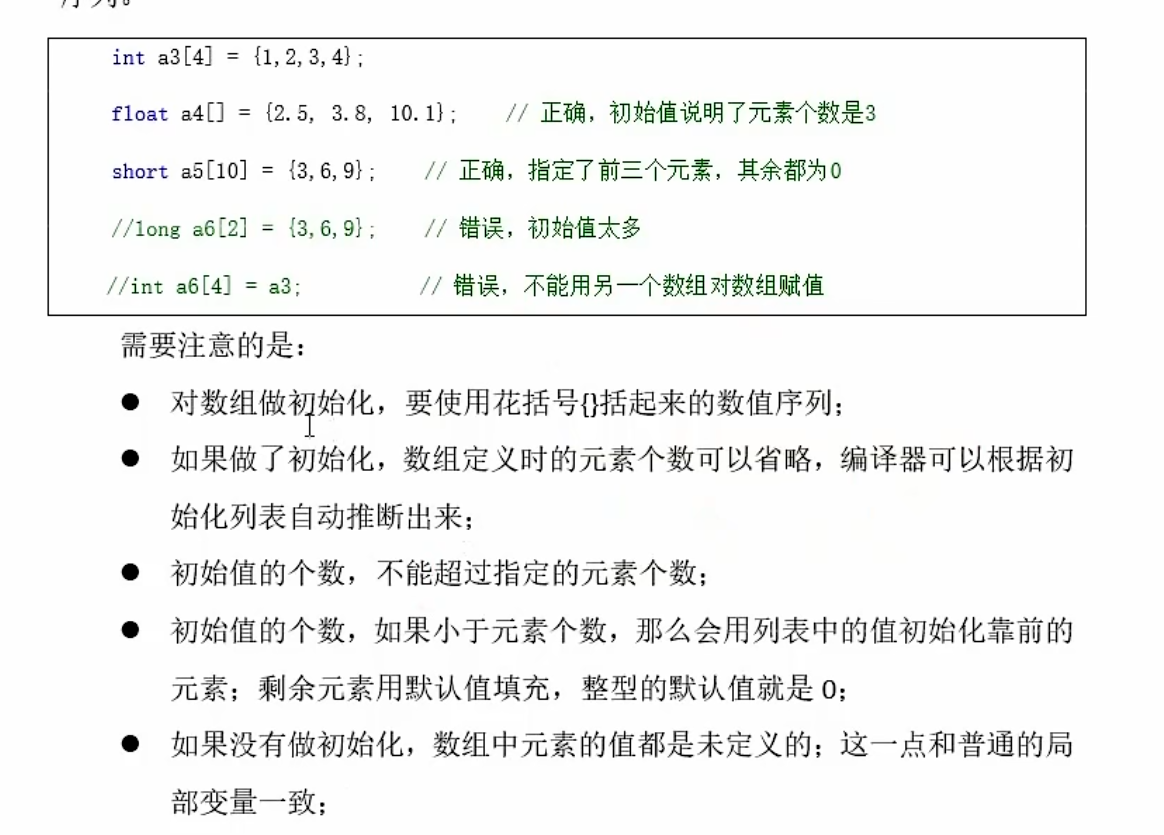 int a3[4] = {1,2,3,4};
float a4[] = {2.5, 3.8, 10.1};    // 正确，初始值说明了元素个数是3
short a5[10] = {3,6,9};    // 正确，指定了前三个元素，其余都为0
//long a6[2] = {3,6,9};    // 错误，初始值太多
//int a6[4] = a3;    // 错误，不能用另一个数组对数组赋值
需要注意的是：
● 对数组做初始化，要使用花括号{}括起来的数值序列；
● 如果做了初始化，数组定义时的元素个数可以省略，编译器可以根据初
始化列表自动推断出来；
● 初始值的个数，不能超过指定的元素个数；
● 初始值的个数，如果小于元素个数，那么会用列表中的值初始化靠前的
元素；剩余元素用默认值填充，整型的默认值就是 0；
● 如果没有做初始化，数组中元素的值都是未定义的；这一点和普通的局
部变量一致；